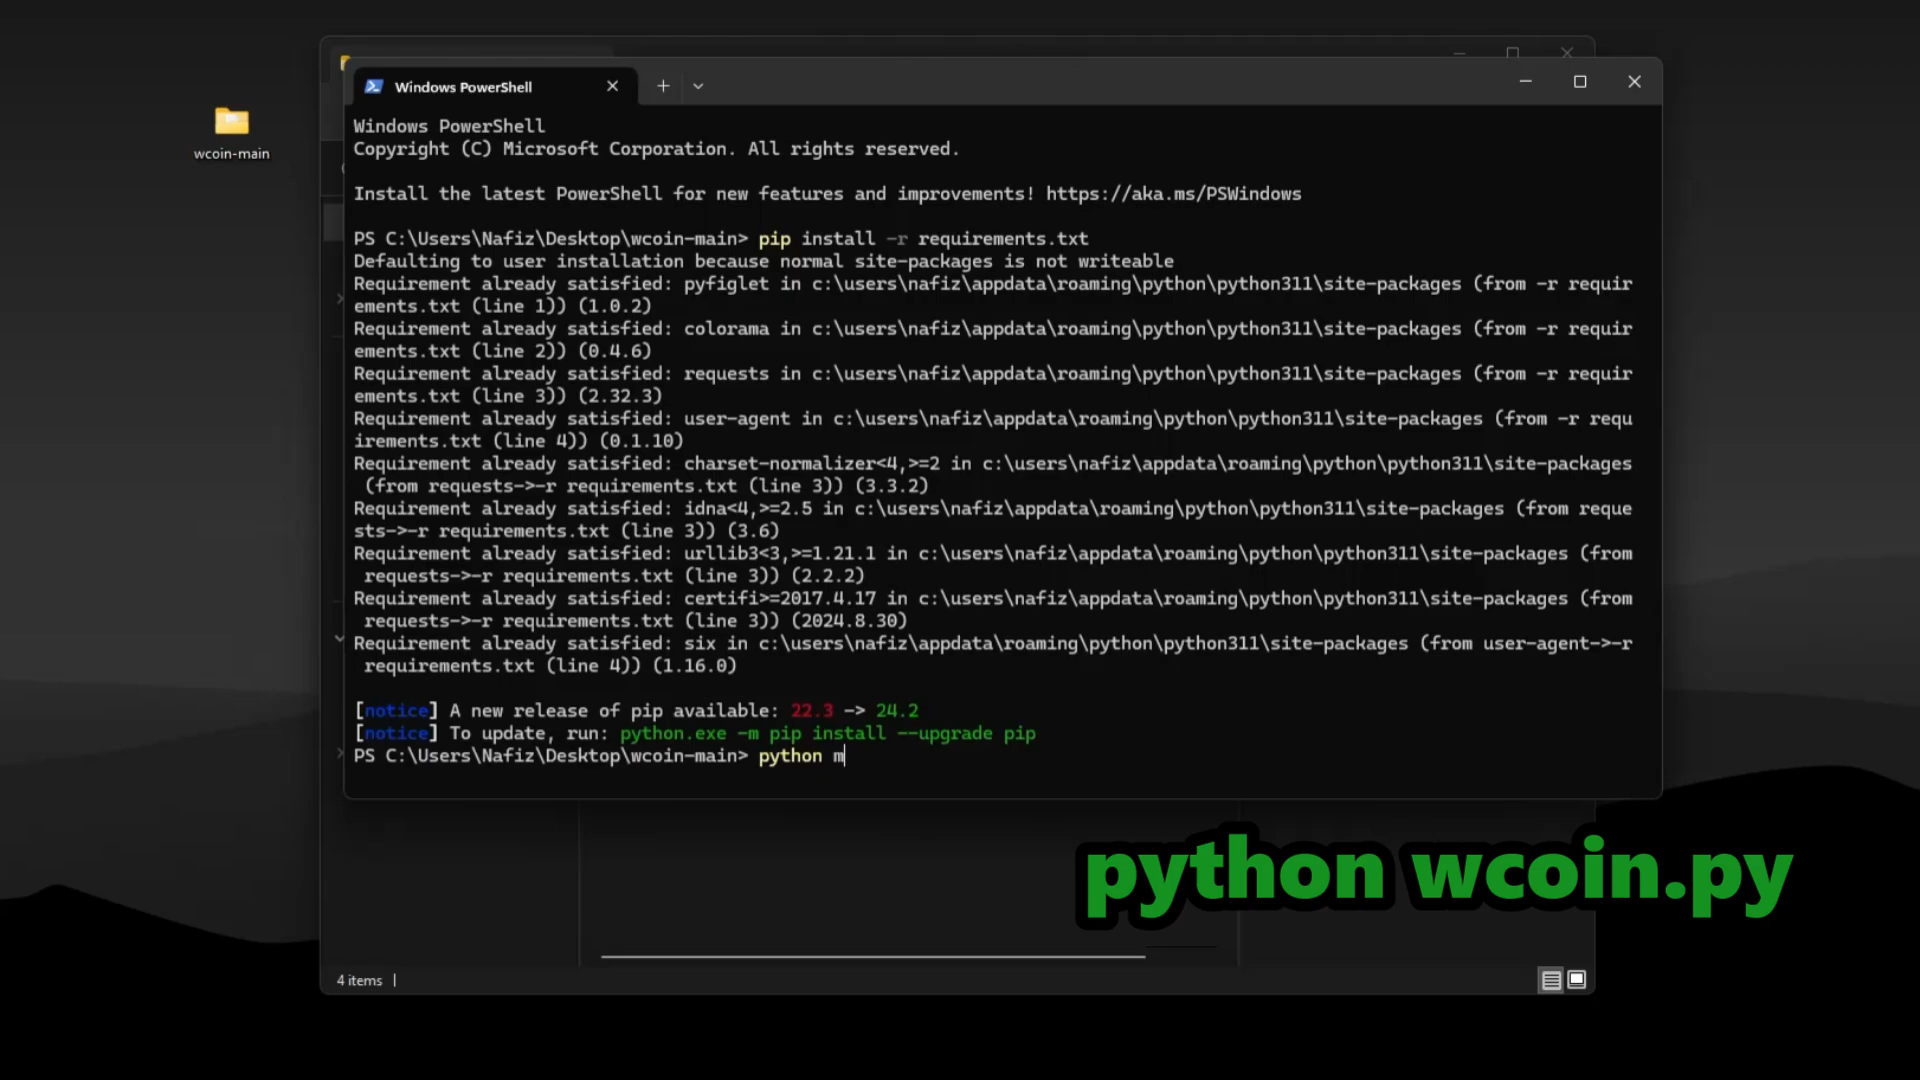 Windows PowerShell
wcoin-main
Windows PowerShell
Copyright (C) Microsoft Corporation. All rights reserved.
Install the latest PowerShell for new features and improvements! https://aka.ms/PSWindows
PS C:\Users\Nafiz\Desktop\wcoin-main> pip install -r requirements.txt
Defaulting to user installation because normal site-packages is not writeable
Requirement already satisfied: pyfiglet in c:\users\nafiz\appdata\roaming\python\python311\site-packages (from -r requir
ements.txt (line 1)) (1.0.2)
Requirement already satisfied: colorama in c:\users\nafiz\appdata\roaming\python\python311\site-packages (from -r requir
ements.txt (line 2)) (0.4.6)
Requirement already satisfied: requests in c:\users\nafiz\appdata\roaming\python\python311\site-packages (from -r requir
ements.txt (line 3)) (2.32.3)
Requirement already satisfied: user-agent in c:\users\nafiz\appdata\roaming\python\python311\site-packages (from -r requ
irements.txt (line 4)) (0.1.10)
Requirement already satisfied: charset-normalizer<4,>=2 in c:\users\nafiz\appdata\roaming\python\python311\site-packages
(from requests->-r requirements.txt (line 3)) (3.3.2)
Requirement already satisfied: idna<4,>=2.5 in c:\users\nafiz\appdata\roaming\python\python311\site-packages (from reque
sts->-r requirements.txt (line 3)) (3.6)
Requirement already satisfied: urllib3<3,>=1.21.1 in c:\users\nafiz\appdata\roaming\python\python311\site-packages (from
requests->-r requirements.txt (line 3)) (2.2.2)
Requirement already satisfied: certifi>=2017.4.17 in c:\users\nafiz\appdata\roaming\python\python311\site-packages (from
requests->-r requirements.txt (line 3)) (2024.8.30)
Requirement already satisfied: six in c:\users\nafiz\appdata\roaming\python\python311\site-packages (from user-agent->-r
requirements.txt (line 4)) (1.16.0)
[notice] A new release of pip available: 22.3 -> 24.2
[notice] To update, run: python.exe -m pip install --upgrade pip
PS C:\Users\Nafiz\Desktop\wcoin-main> python m
python wcoin.py
4 items